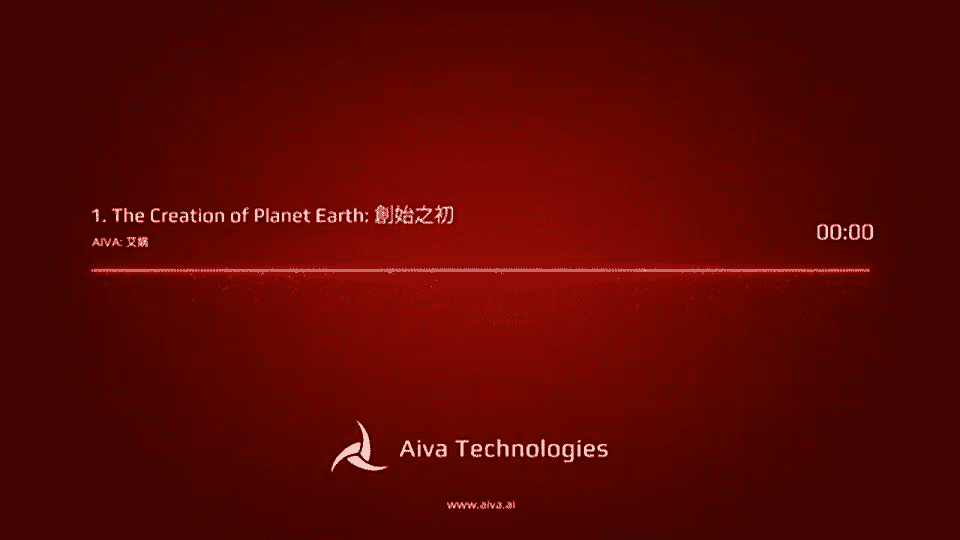 1. The Creation of Planet Earth: 創始之初
00:00
AIVA: 艾娲
Aiva Technologies
www.aiva.ai